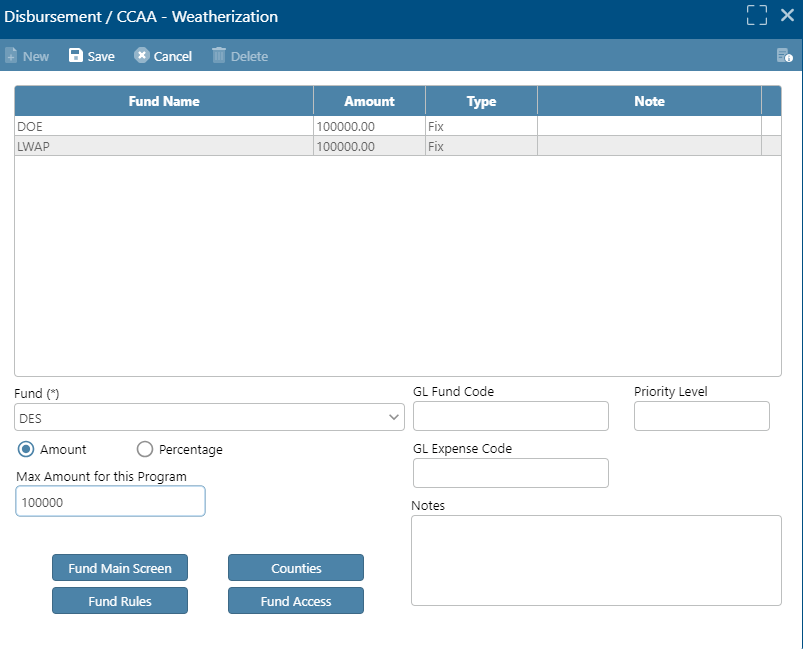 Disbursement / CCAA - Weatherization
New Save Cancel Delete
Fund Name Amount Type Note
DOE 100000.00 Fix
LWAP 100000.00 Fix
Fund (*) GL Fund Code Priority Level
DES
Amount Percentage GL Expense Code
Max Amount for this Program
100000
Notes
Fund Main Screen Counties
Fund Rules Fund Access